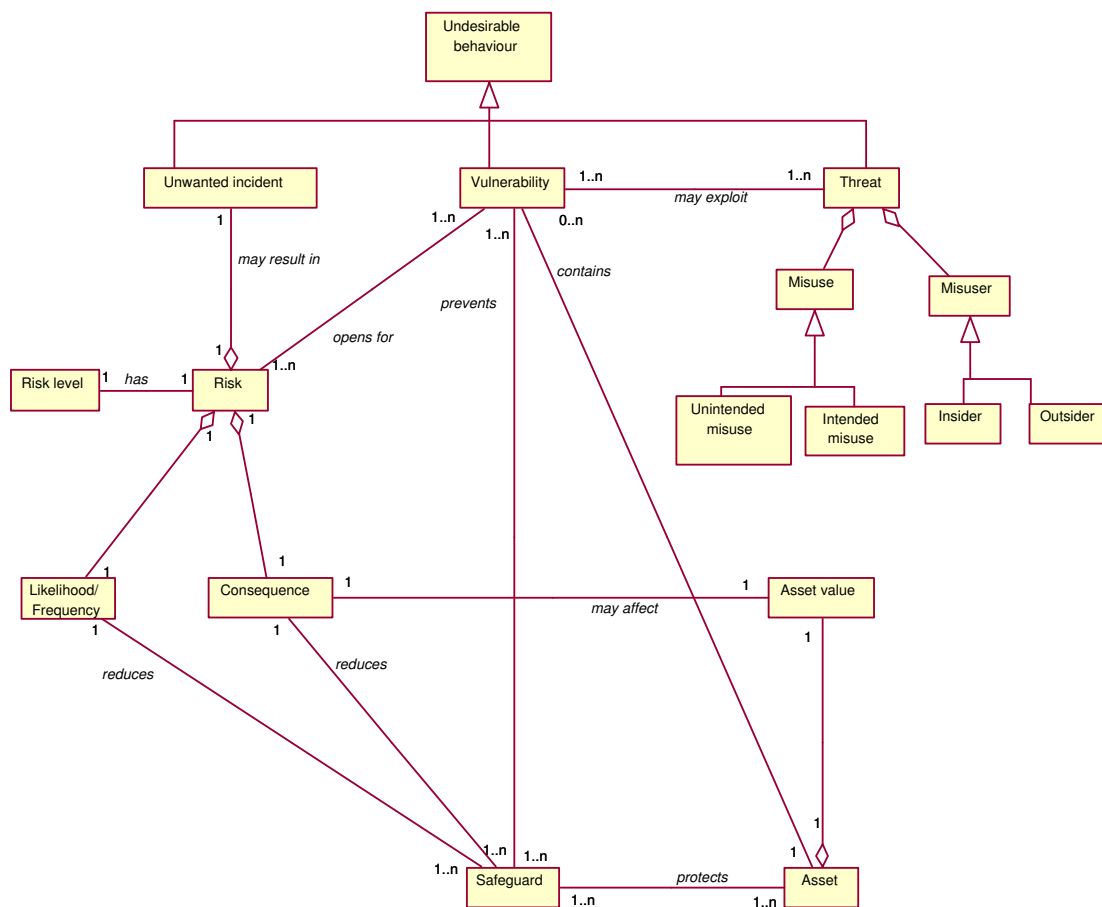 Undesirable
behaviour
Unwanted incident
Vulnerability
1..n
1..n
Threat
may exploit
1
1..n
1..n
0..n
may result in
contains
Misuse
Misuser
prevents
opens for
1
1..n
Risk level
1
has
1
Risk
1
1
Unintended
misuse
Intended
misuse
Insider
Outsider
1
1
Likelihood/
Frequency
Consequence
1
1
Asset value
may affect
1
1
1
reduces
reduces
1
1..n
1..n
1..n
1
Safeguard
protects
Asset
1..n
1..n